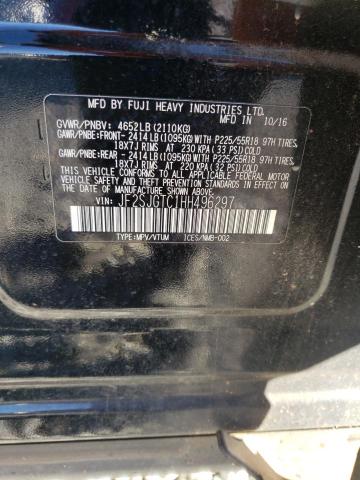 MFD BY FUJI HEAVY INDUSTRIES LTD.
MFD IN 10/16
GVWR/PNBV: 4652LB (2110KG)
GAWR/PNBE:FRONT- 2414LB (1095KG) WITH P225/55R18 97H TIRES,
18X7J RIMS, AT 230 KPA (33 PSI) COLD
GAWR/PNBE:REAR - 2414LB (1095KG) WITH P225/55R18 97H TIRES,
18X7J RIMS, AT 220 KPA (32 PSI) COLD
THIS VEHICLE CONFORMS TO ALL APPLICABLE FEDERAL MOTOR
VEHICLE SAFETY, BUMPER AND THEFT PREVENTION STANDARDS
IN EFFECT ON THE DATE OF MANUFACTURE SHOWN ABOVE.
VIN: JF2SJGTC1HH496297
TYPE:MPV/VTUM ICES/NMB-002